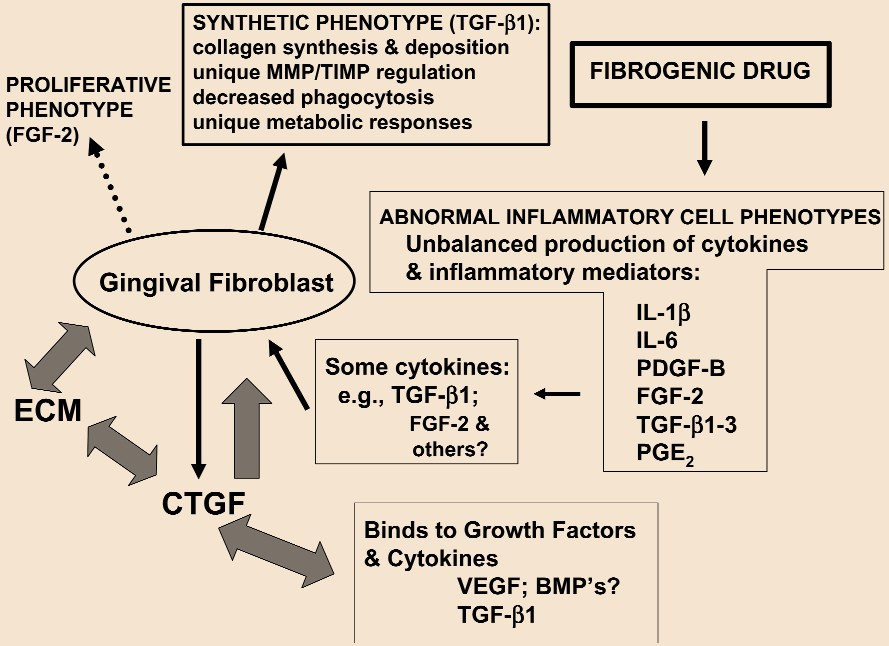 SYNTHETIC PHENOTYPE (TGF-β1):
collagen synthesis & deposition
unique MMP/TIMP regulation
decreased phagocytosis
unique metabolic responses
PROLIFERATIVE
PHENOTYPE
(FGF-2)
FIBROGENIC DRUG
ABNORMAL INFLAMMATORY CELL PHENOTYPES
Unbalanced production of cytokines
& inflammatory mediators:
IL-1β
IL-6
PDGF-B
FGF-2
TGF-β1-3
PGE₂
Gingival Fibroblast
Some cytokines:
e.g., TGF-β1;
FGF-2 &
others?
ECM
CTGF
Binds to Growth Factors
& Cytokines
VEGF; BMP's?
TGF-β1